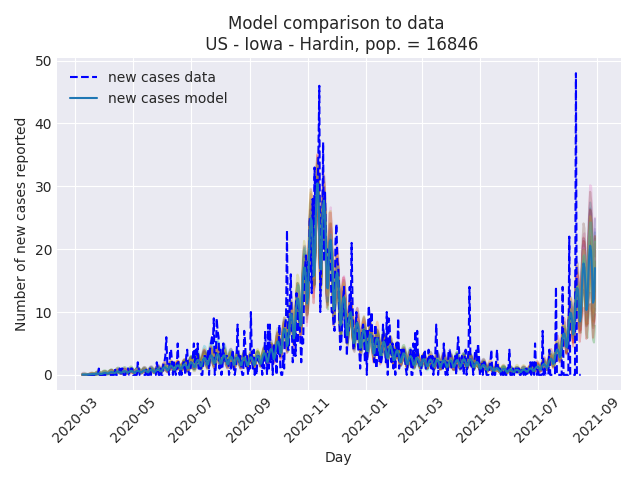 Model comparison to data
US - Iowa - Hardin, pop. = 16846
new cases data
new cases model
Number of new cases reported
50
40
30
20
10
0
2020-03
2020-05
2020-07
2020-09
2020-11
2021-01
2021-03
2021-05
2021-07
2021-09
Day